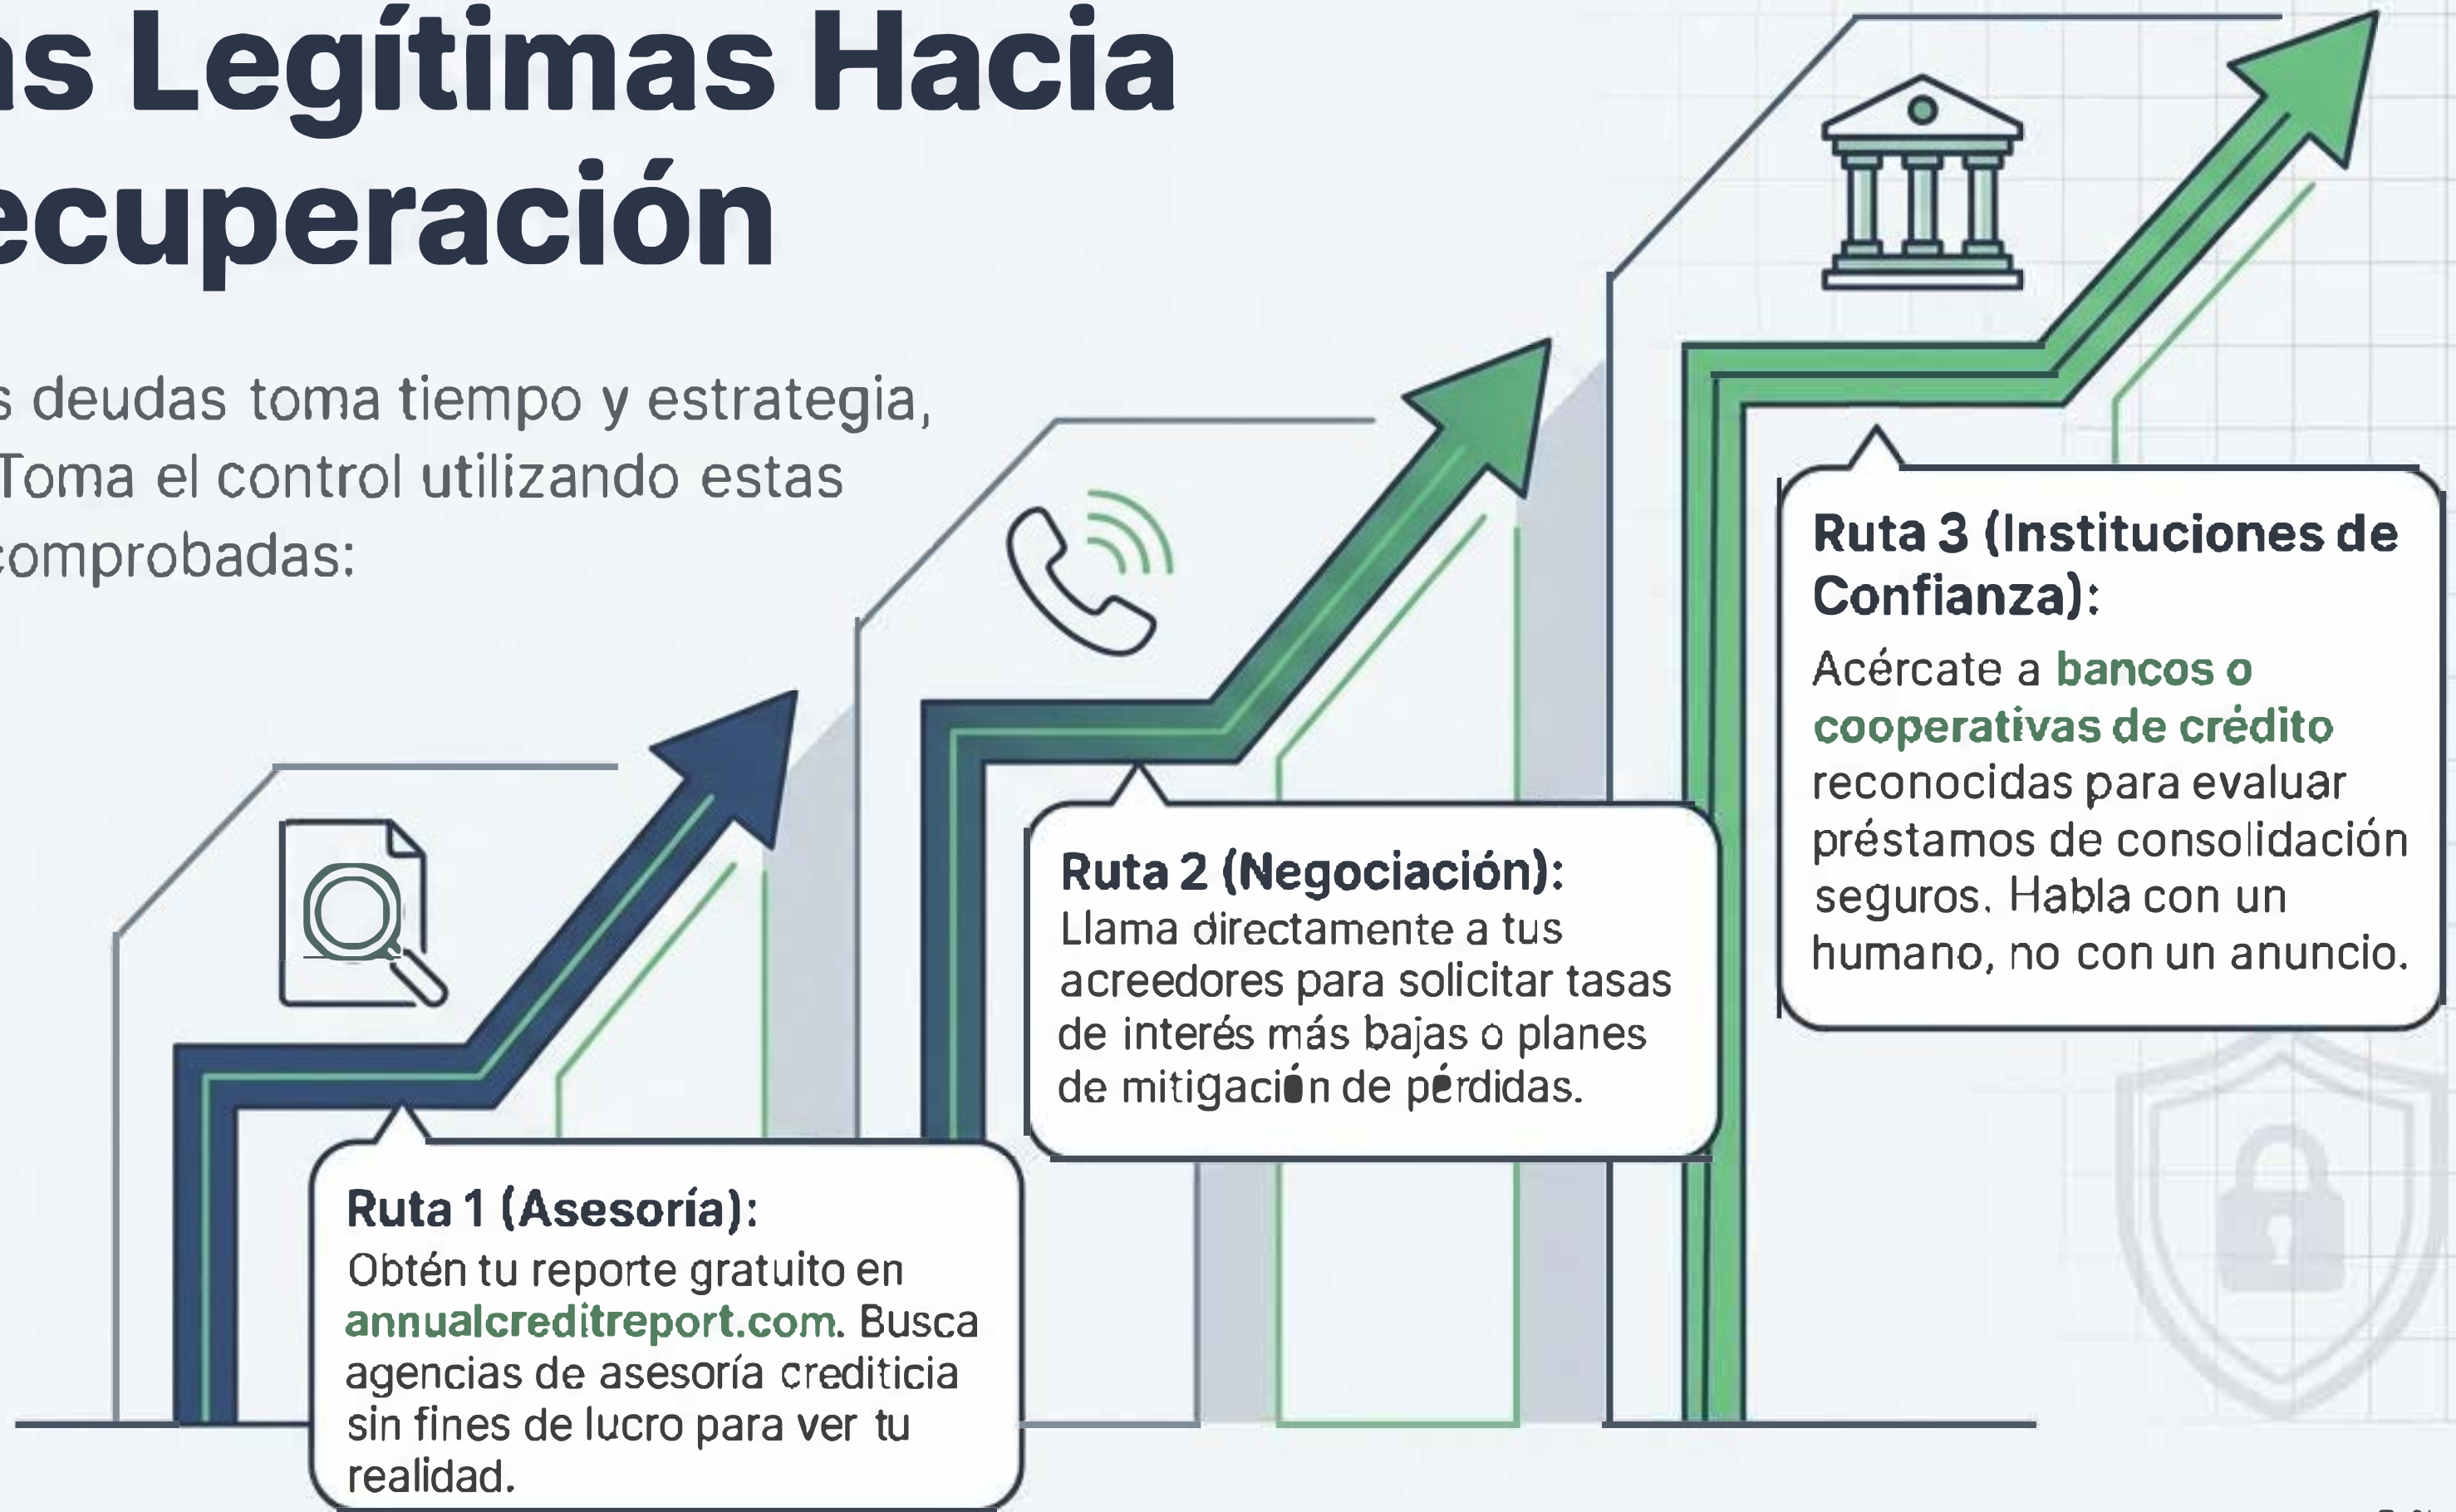 as Legítimas Hacia
ecuperación
s deudas toma tiempo y estrategia,
Toma el control utilizando estas
comprobadas:
Ruta 3 (Instituciones de
Confianza):
Acércate a bancos o
cooperativas de crédito
reconocidas para evaluar
préstamos de consolidación
seguros. Habla con un
humano, no con un anuncio.
Ruta 2 (Negociación):
Llama directamente a tus
acreedores para solicitar tasas
de interés más bajas o planes
de mitigación de pérdidas.
Ruta 1 (Asesoría):
Obtén tu reporte gratuito en
annualcreditreport.com. Busca
agencias de asesoría crediticia
sin fines de lucro para ver tu
realidad.